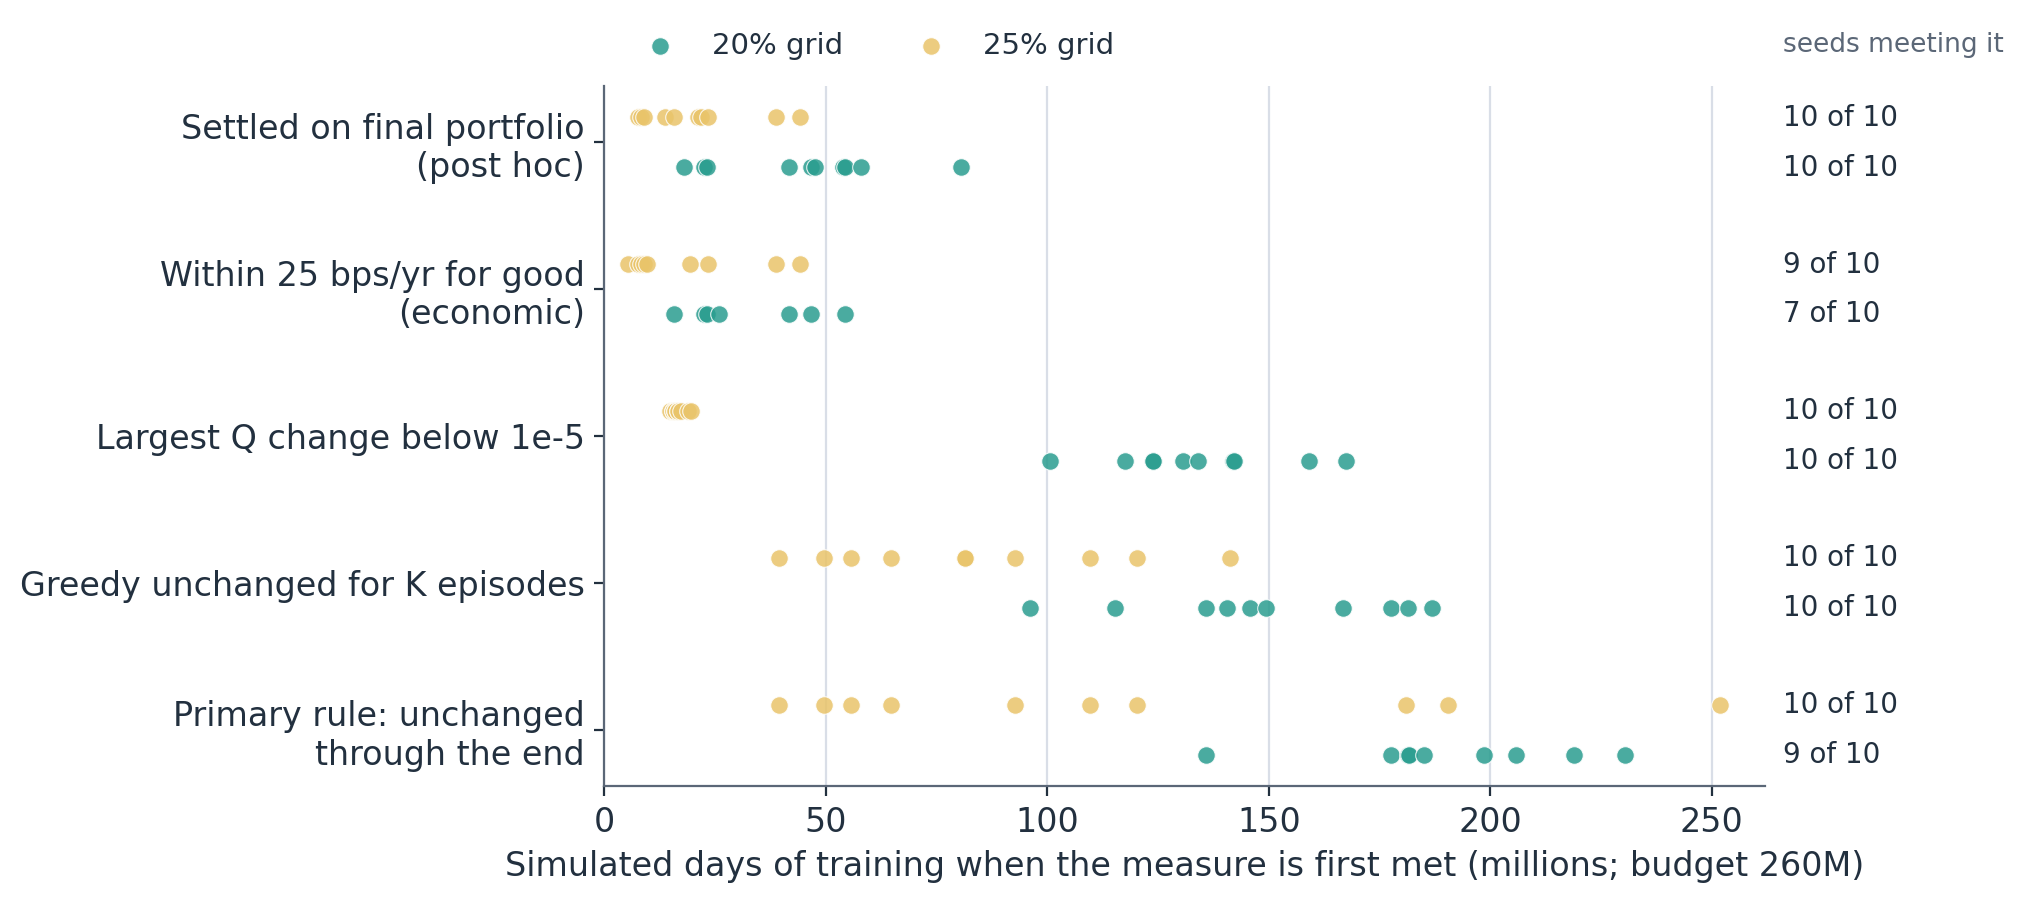 20% grid
25% grid
seeds meeting it
Settled on final portfolio
(post hoc)
10 of 10
10 of 10
Within 25 bps/yr for good
(economic)
9 of 10
7 of 10
Largest Q change below 1e-5
10 of 10
10 of 10
Greedy unchanged for K episodes
10 of 10
10 of 10
Primary rule: unchanged
through the end
10 of 10
9 of 10
0
50
100
150
200
250
Simulated days of training when the measure is first met (millions; budget 260M)